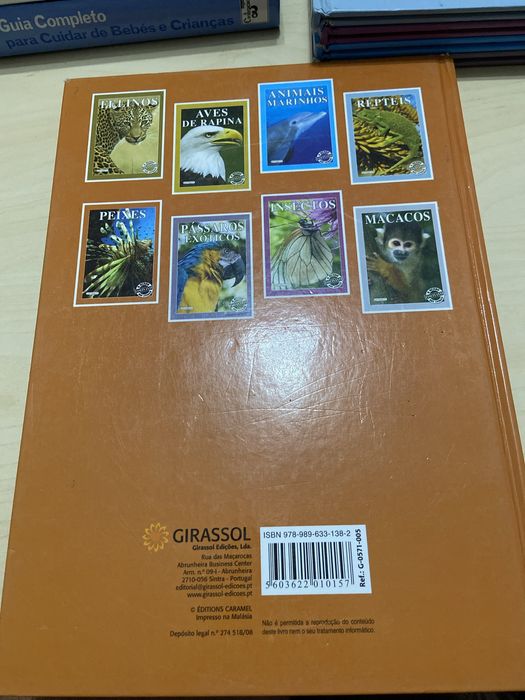 Guia Completo
para Cuidar de Bebés e Crianças
FELINOS
AVES
DE RAPINA
ANIMAIS
MARINHOS
RÉPTEIS
PEIXES
PÁSSAROS
EXÓTICOS
INSECTOS
MACACOS
GIRASSOL
Girassol Edições, Lda.
Rua das Maçarocas
Abrunheira Business Center
Arm. n.º 09-I - Abrunheira
2710-056 Sintra - Portugal
editorial@girassol-edicoes.pt
www.girassol-edicoes.pt
© ÉDITIONS CARAMEL
Impresso na Malásia
Depósito legal n.º 274 518/08
ISBN 978-989-633-138-2
5603622010157
Ref.: G-0571-005
Não é permitida a reprodução do conteúdo
deste livro nem o seu tratamento informático.